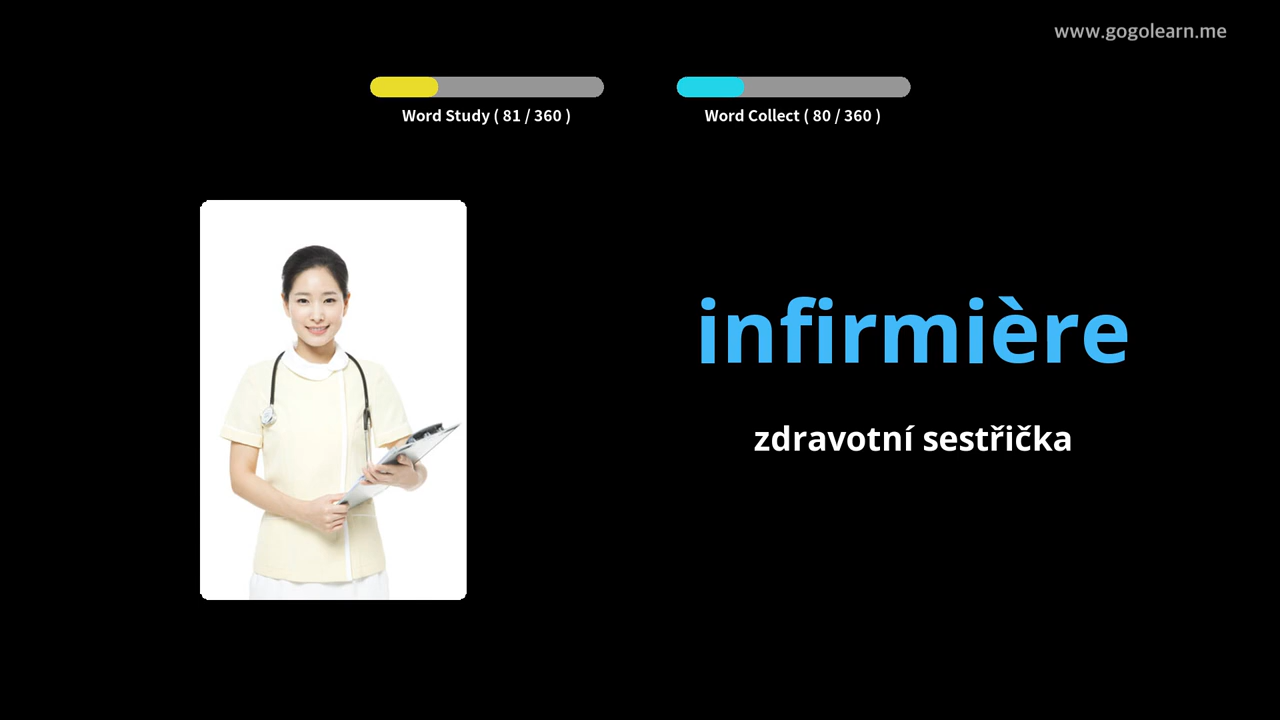 www.gogolearn.me
Word Study ( 81 / 360 )
Word Collect ( 80 / 360 )
infirmière
zdravotní sestřička